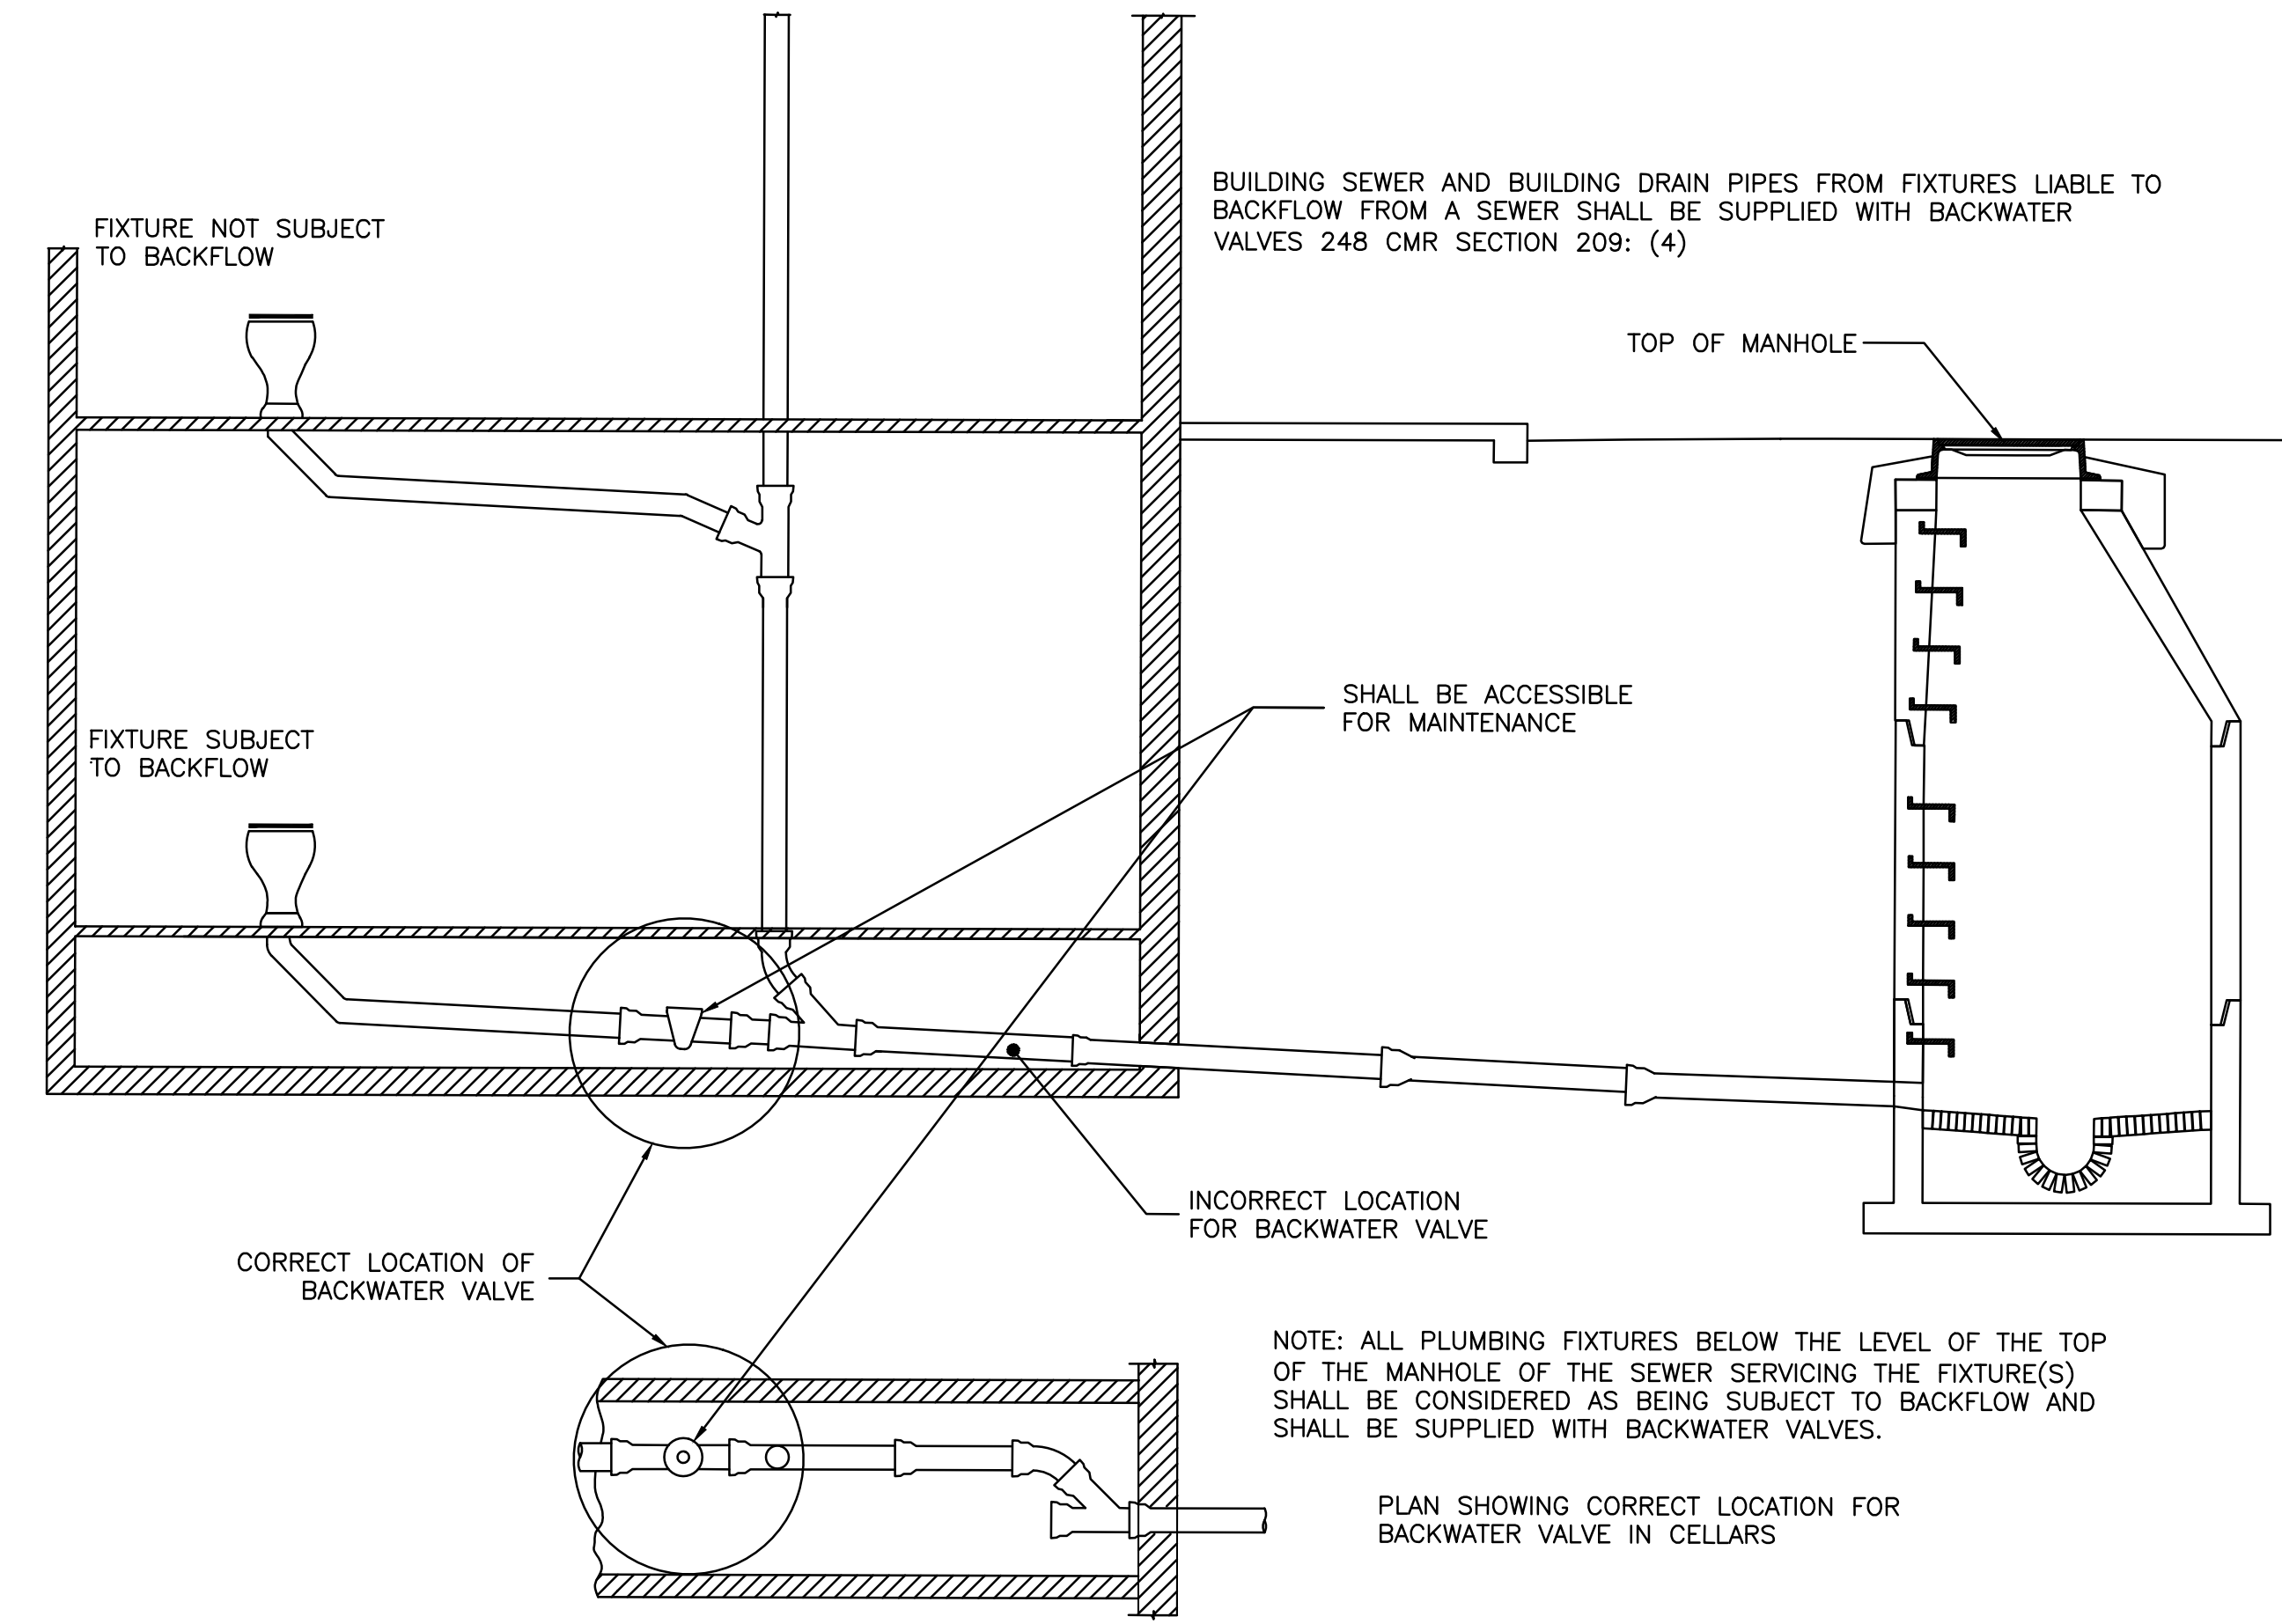 BUILDING SEWER AND BUILDING DRAIN PIPES FROM FIXTURES LIABLE TO
BACKFLOW FROM A SEWER SHALL BE SUPPLIED WITH BACKWATER
VALVES 248 CMR SECTION 209: (4)
FIXTURE NOT SUBJECT
TO BACKFLOW
TOP OF MANHOLE
SHALL BE ACCESSIBLE
FOR MAINTENANCE
FIXTURE SUBJECT
TO BACKFLOW
INCORRECT LOCATION
FOR BACKWATER VALVE
CORRECT LOCATION OF
BACKWATER VALVE
NOTE: ALL PLUMBING FIXTURES BELOW THE LEVEL OF THE TOP
OF THE MANHOLE OF THE SEWER SERVICING THE FIXTURE(S)
SHALL BE CONSIDERED AS BEING SUBJECT TO BACKFLOW AND
SHALL BE SUPPLIED WITH BACKWATER VALVES.
PLAN SHOWING CORRECT LOCATION FOR
BACKWATER VALVE IN CELLARS